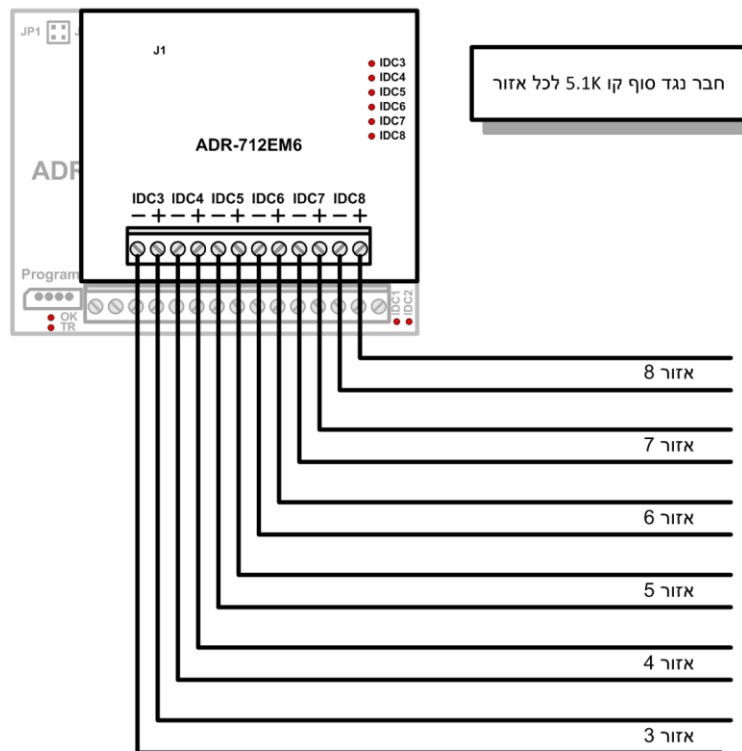 JP1
J
J1
IDC3
IDC4
IDC5
IDC6
IDC7
IDC8
חבר נגד סוף קו 5.1K לכל אזור
ADR-712EM6
ADR
IDC3 IDC4 IDC5 IDC6 IDC7 IDC8
− + − + − + − + − + − +
Program
OK
TR
IDC1
IDC2
אזור 8
אזור 7
אזור 6
אזור 5
אזור 4
אזור 3